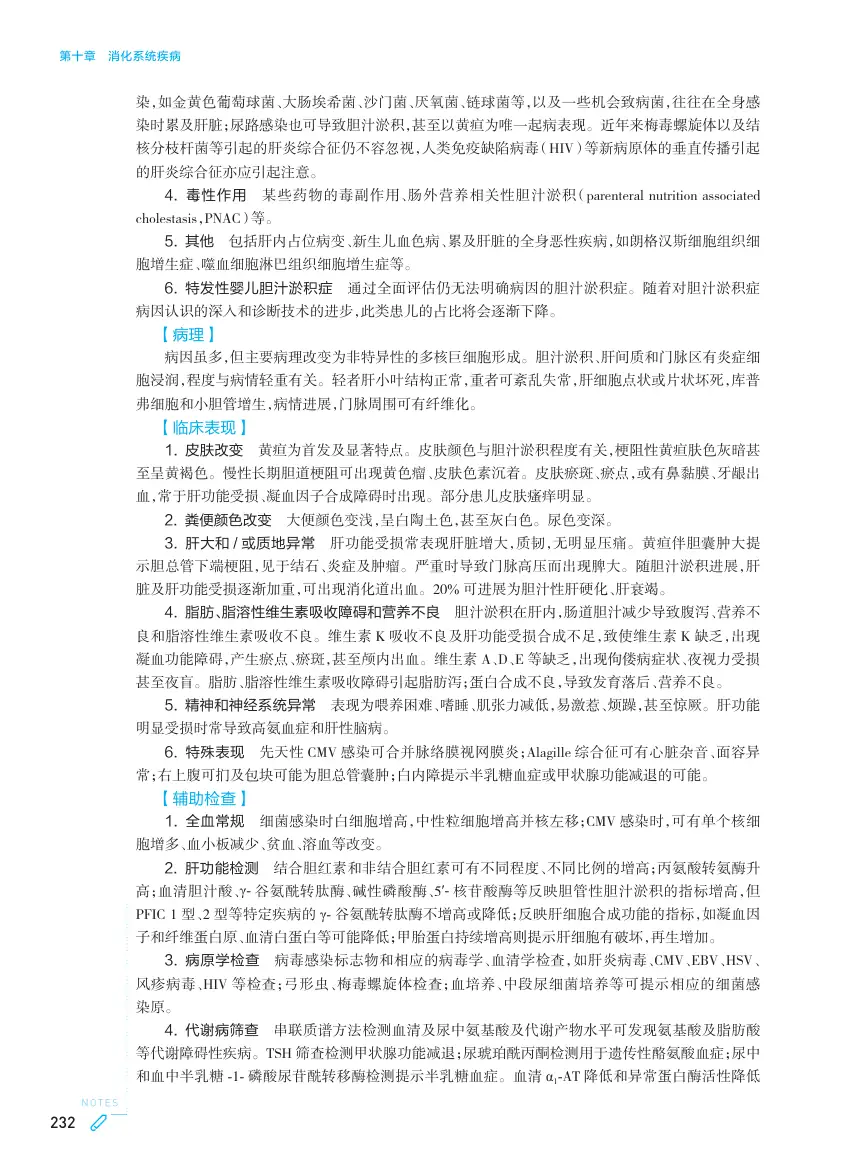 第十章 消化系统疾病
染,如金黄色葡萄球菌、大肠埃希菌、沙门菌、厌氧菌、链球菌等,以及一些机会致病菌,往往在全身感
染时累及肝脏;尿路感染也可导致胆汁淤积,甚至以黄疸为唯一起病表现。近年来梅毒螺旋体以及结
核分枝杆菌等引起的肝炎综合征仍不容忽视,人类免疫缺陷病毒(HIV)等新病原体的垂直传播引起
的肝炎综合征亦应引起注意。
4. 毒性作用 某些药物的毒副作用、肠外营养相关性胆汁淤积(parenteral nutrition associated
cholestasis,PNAC)等。
5. 其他 包括肝内占位病变、新生儿血色病、累及肝脏的全身恶性疾病,如朗格汉斯细胞组织细
胞增生症、噬血细胞淋巴组织细胞增生症等。
6. 特发性婴儿胆汁淤积症 通过全面评估仍无法明确病因的胆汁淤积症。随着对胆汁淤积症
病因认识的深入和诊断技术的进步,此类患儿的占比将会逐渐下降。
【病理】
病因虽多,但主要病理改变为非特异性的多核巨细胞形成。胆汁淤积、肝间质和门脉区有炎症细
胞浸润,程度与病情轻重有关。轻者肝小叶结构正常,重者可紊乱失常,肝细胞点状或片状坏死,库普
弗细胞和小胆管增生,病情进展,门脉周围可有纤维化。
【临床表现】
1. 皮肤改变 黄疸为首发及显著特点。皮肤颜色与胆汁淤积程度有关,梗阻性黄疸肤色灰暗甚
至呈黄褐色。慢性长期胆道梗阻可出现黄色瘤、皮肤色素沉着。皮肤瘀斑、瘀点,或有鼻黏膜、牙龈出
血,常于肝功能受损、凝血因子合成障碍时出现。部分患儿皮肤瘙痒明显。
2. 粪便颜色改变 大便颜色变浅,呈白陶土色,甚至灰白色。尿色变深。
3. 肝大和/或质地异常 肝功能受损常表现肝脏增大,质韧,无明显压痛。黄疸伴胆囊肿大提
示胆总管下端梗阻,见于结石、炎症及肿瘤。严重时导致门脉高压而出现脾大。随胆汁淤积进展,肝
脏及肝功能受损逐渐加重,可出现消化道出血。20% 可进展为胆汁性肝硬化、肝衰竭。
4. 脂肪、脂溶性维生素吸收障碍和营养不良 胆汁淤积在肝内,肠道胆汁减少导致腹泻、营养不
良和脂溶性维生素吸收不良。维生素 K 吸收不良及肝功能受损合成不足,致使维生素 K 缺乏,出现
凝血功能障碍,产生瘀点、瘀斑,甚至颅内出血。维生素 A、D、E 等缺乏,出现佝偻病症状、夜视力受损
甚至夜盲。脂肪、脂溶性维生素吸收障碍引起脂肪泻;蛋白合成不良,导致发育落后、营养不良。
5. 精神和神经系统异常 表现为喂养困难、嗜睡、肌张力减低,易激惹、烦躁,甚至惊厥。肝功能
明显受损时常导致高氨血症和肝性脑病。
6. 特殊表现 先天性 CMV 感染可合并脉络膜视网膜炎;Alagille 综合征可有心脏杂音、面容异
常;右上腹可扪及包块可能为胆总管囊肿;白内障提示半乳糖血症或甲状腺功能减退的可能。
【辅助检查】
1. 全血常规 细菌感染时白细胞增高,中性粒细胞增高并核左移;CMV 感染时,可有单个核细
胞增多、血小板减少、贫血、溶血等改变。
2. 肝功能检测 结合胆红素和非结合胆红素可有不同程度、不同比例的增高;丙氨酸转氨酶升
高;血清胆汁酸、γ- 谷氨酰转肽酶、碱性磷酸酶、5′- 核苷酸酶等反映胆管性胆汁淤积的指标增高,但
PFIC 1 型、2 型等特定疾病的 γ- 谷氨酰转肽酶不增高或降低;反映肝细胞合成功能的指标,如凝血因
子和纤维蛋白原、血清白蛋白等可能降低;甲胎蛋白持续增高则提示肝细胞有破坏,再生增加。
3. 病原学检查 病毒感染标志物和相应的病毒学、血清学检查,如肝炎病毒、CMV、EBV、HSV、
风疹病毒、HIV 等检查;弓形虫、梅毒螺旋体检查;血培养、中段尿细菌培养等可提示相应的细菌感
染原。
4. 代谢病筛查 串联质谱方法检测血清及尿中氨基酸及代谢产物水平可发现氨基酸及脂肪酸
等代谢障碍性疾病。TSH 筛查检测甲状腺功能减退;尿琥珀酰丙酮检测用于遗传性酪氨酸血症;尿中
和血中半乳糖 -1- 磷酸尿苷酰转移酶检测提示半乳糖血症。血清 α₁-AT 降低和异常蛋白酶活性降低
NOTES
232